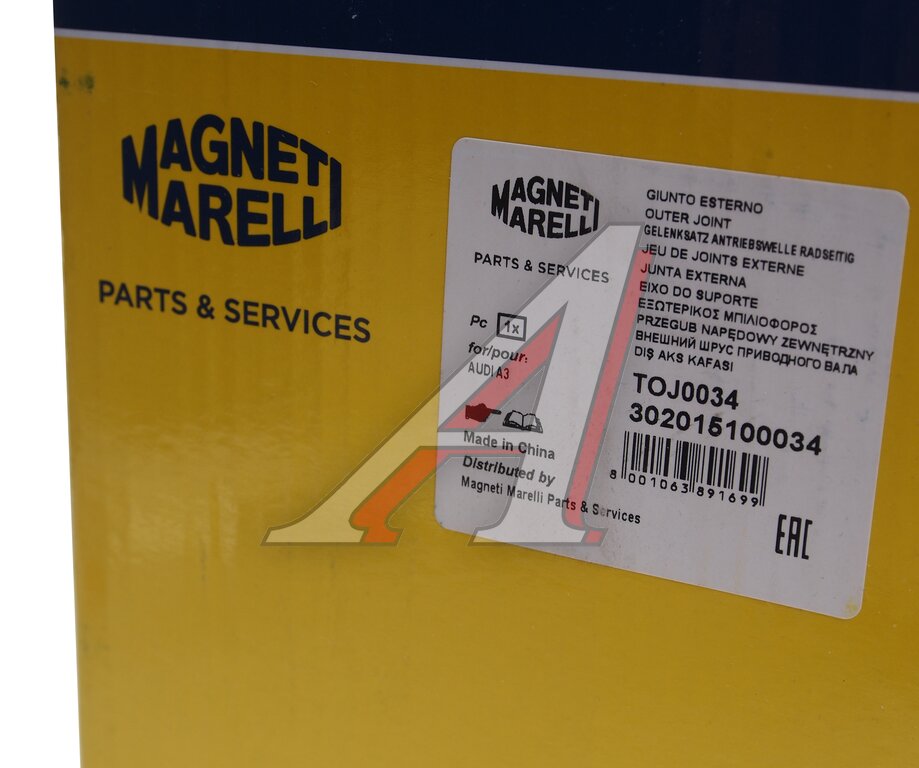 MAGNETI
MARELLI
PARTS & SERVICES
MAGNETI
MARELLI
PARTS & SERVICES
Pc 1x
for/pour:
AUDI A3
Made in China
Distributed by
Magneti Marelli Parts & Services
GIUNTO ESTERNO
OUTER JOINT
GELENKSATZ ANTRIEBSWELLE RADSEITIG
JEU DE JOINTS EXTERNE
JUNTA EXTERNA
EIXO DO SUPORTE
ΕΞΩΤΕΡΙΚΟΣ ΜΠΙΛΙΟΦΟΡΟΣ
PRZEGUB NAPĘDOWY ZEWNĘTRZNY
ВНЕШНИЙ ШРУС ПРИВОДНОГО ВАЛА
DIŞ AKS KAFASI
TOJ0034
302015100034
8 001063 891699
EAC